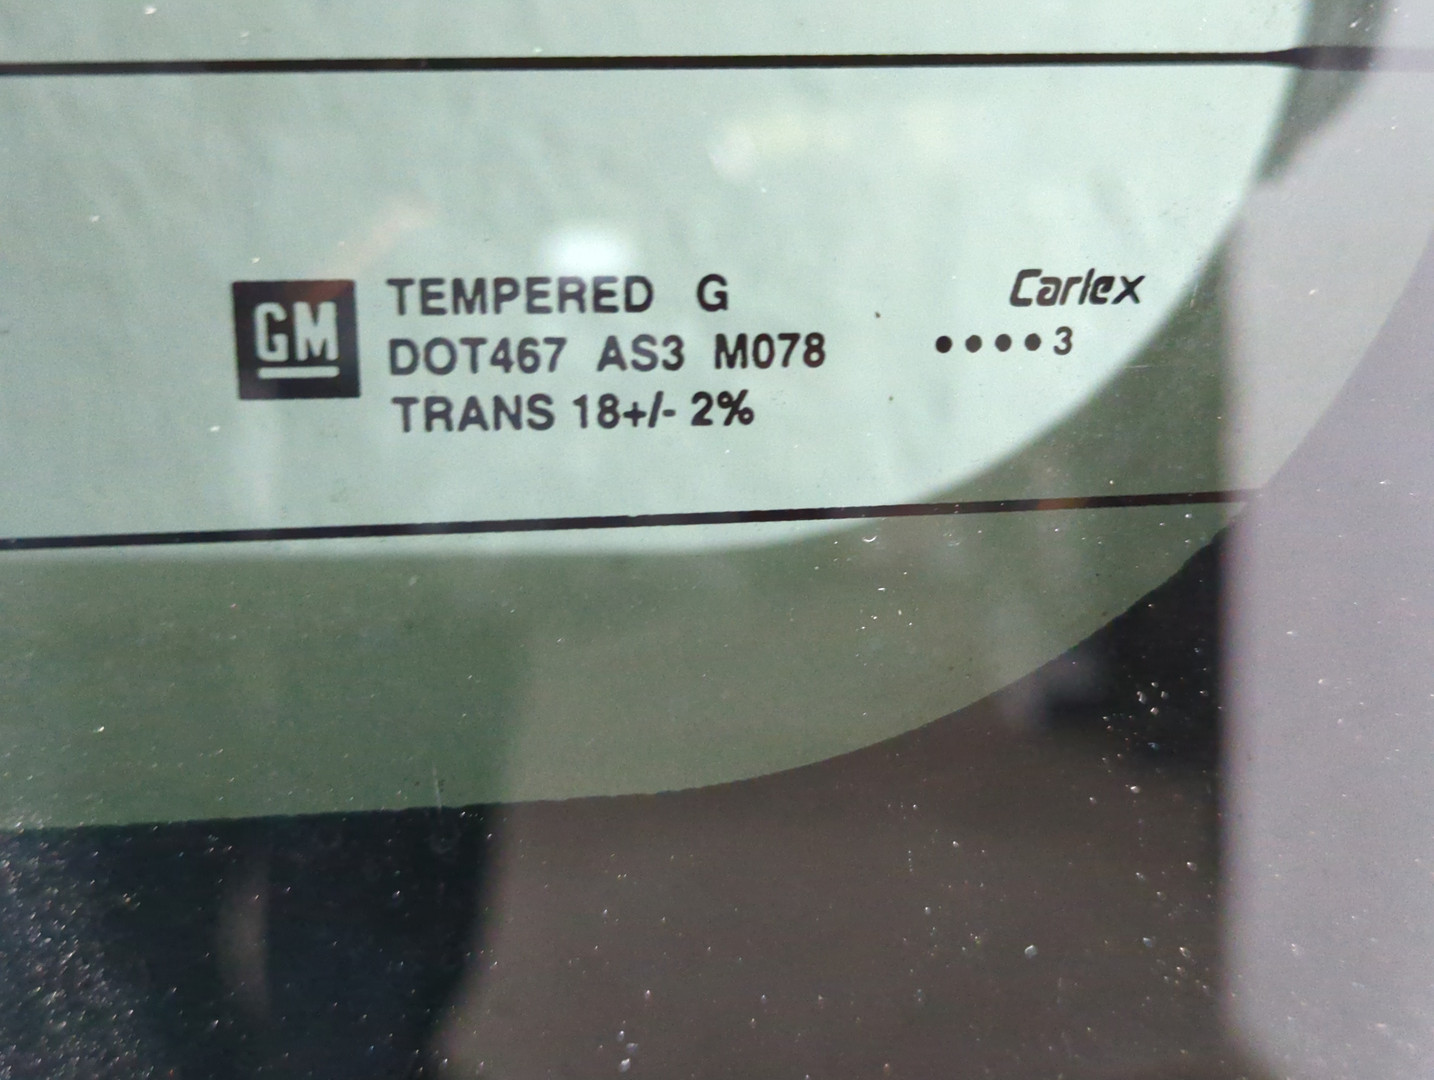 GM
TEMPERED G
DOT467 AS3 M078
TRANS 18+/- 2%
Carlex
••••3